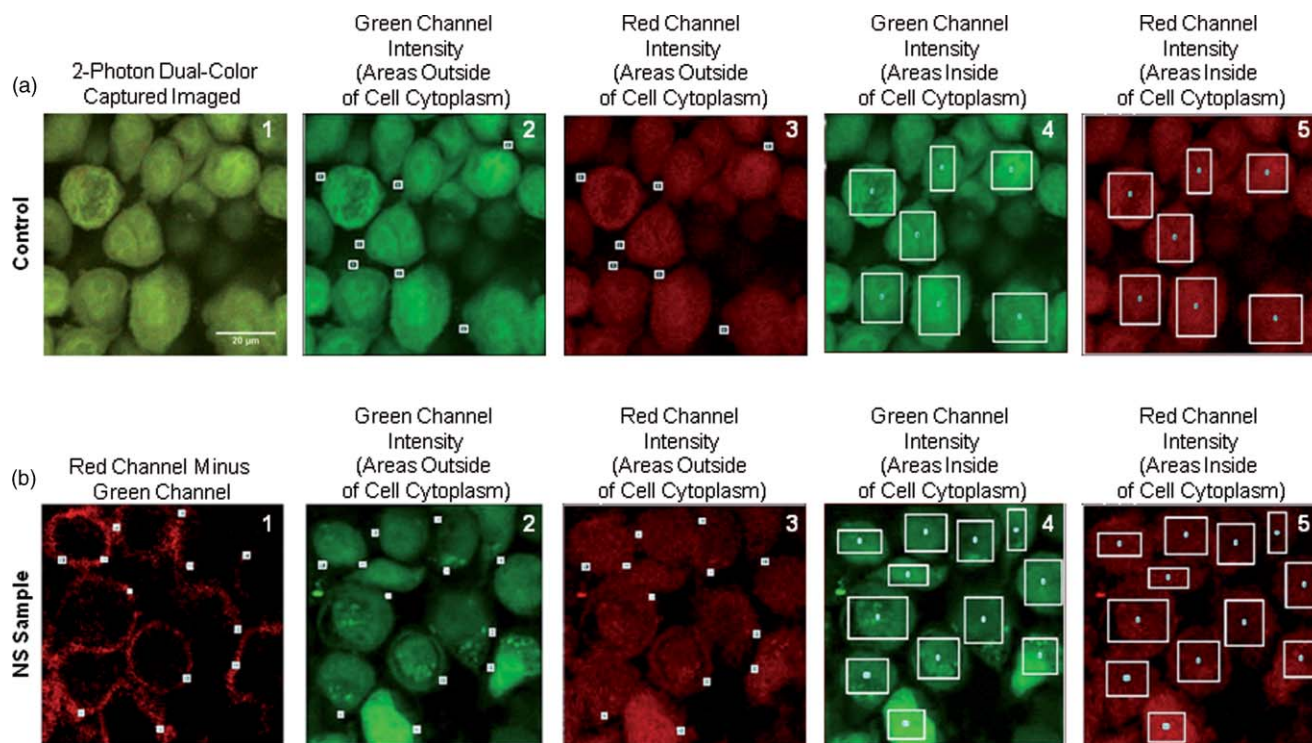 (a)
2-Photon Dual-Color
Captured Imaged
Green Channel
Intensity
(Areas Outside
of Cell Cytoplasm)
Red Channel
Intensity
(Areas Outside
of Cell Cytoplasm)
Green Channel
Intensity
(Areas Inside
of Cell Cytoplasm)
Red Channel
Intensity
(Areas Inside
of Cell Cytoplasm)
Control
1
20 µm
2
3
4
5
(b)
Red Channel Minus
Green Channel
Green Channel
Intensity
(Areas Outside
of Cell Cytoplasm)
Red Channel
Intensity
(Areas Outside
of Cell Cytoplasm)
Green Channel
Intensity
(Areas Inside
of Cell Cytoplasm)
Red Channel
Intensity
(Areas Inside
of Cell Cytoplasm)
NS Sample
1
2
3
4
5